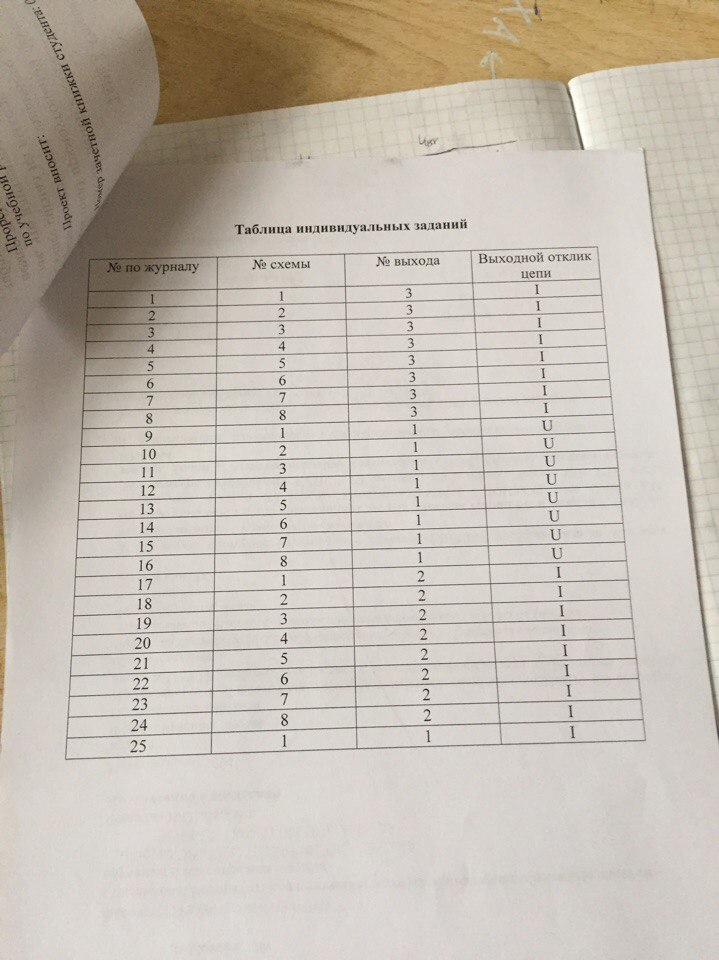 зачетной книжки студента:
Проект вносит:
по учебной
Таблица индивидуальных заданий
№ по журналу № схемы № выхода Выходной отклик цепи
1 1 3 I
2 2 3 I
3 3 3 I
4 4 3 I
5 5 3 I
6 6 3 I
7 7 3 I
8 8 3 I
9 1 1 U
10 2 1 U
11 3 1 U
12 4 1 U
13 5 1 U
14 6 1 U
15 7 1 U
16 8 1 U
17 1 2 I
18 2 2 I
19 3 2 I
20 4 2 I
21 5 2 I
22 6 2 I
23 7 2 I
24 8 2 I
25 1 1 I